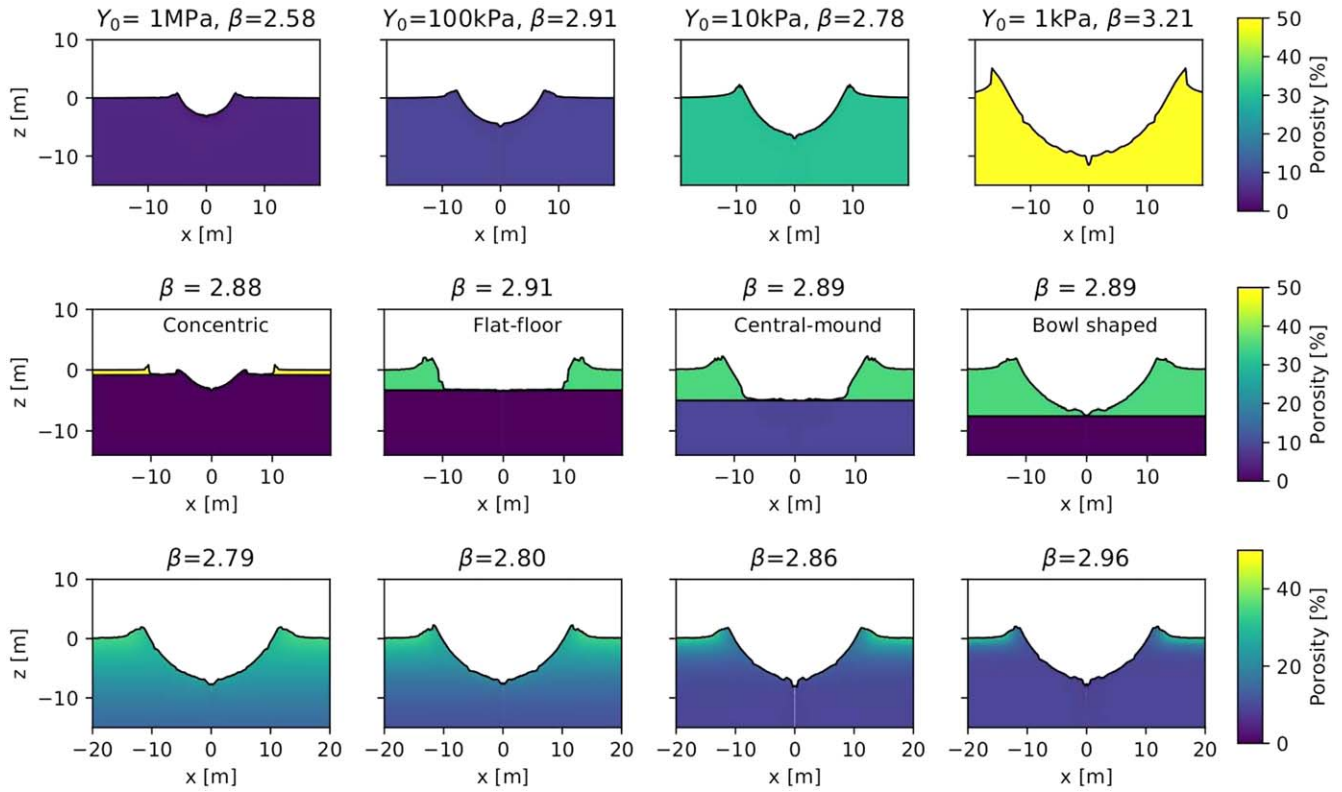 Y₀= 1MPa, β=2.58
Y₀=100kPa, β=2.91
Y₀=10kPa, β=2.78
Y₀= 1kPa, β=3.21
10
0
−10
z [m]
−10 0 10
x [m]
−10 0 10
x [m]
−10 0 10
x [m]
−10 0 10
x [m]
50
40
30
20
10
0
Porosity [%]
β = 2.88
β = 2.91
β = 2.89
β = 2.89
Concentric
Flat-floor
Central-mound
Bowl shaped
10
0
−10
z [m]
−10 0 10
x [m]
−10 0 10
x [m]
−10 0 10
x [m]
−10 0 10
x [m]
50
40
30
20
10
0
Porosity [%]
β=2.79
β=2.80
β=2.86
β=2.96
10
0
−10
z [m]
−20 −10 0 10 20
x [m]
−20 −10 0 10 20
x [m]
−20 −10 0 10 20
x [m]
−20 −10 0 10 20
x [m]
40
20
0
Porosity [%]